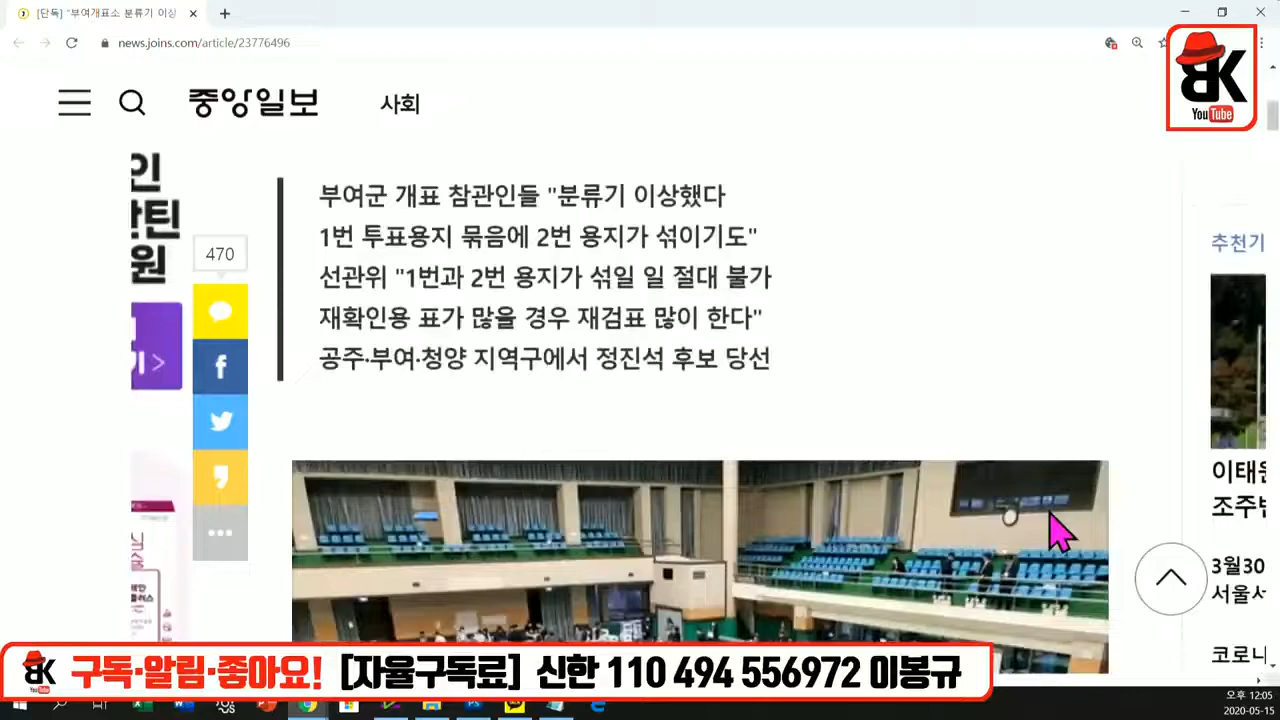 [단독] "부여개표소 분류기 이상
news.joins.com/article/23776496
BK
YouTube
중앙일보
사회
인
틴
원
470
부여군 개표 참관인들 "분류기 이상했다
1번 투표용지 묶음에 2번 용지가 섞이기도"
선관위 "1번과 2번 용지가 섞일 일 절대 불가
재확인용 표가 많을 경우 재검표 많이 한다"
공주·부여·청양 지역구에서 정진석 후보 당선
추천기
이태원
조주빈
3월30
서울시
코로나
BK
YouTube
구독·알림·좋아요! [자율구독료] 신한 110 494 556972 이봉규
오후 12:05
2020-05-15